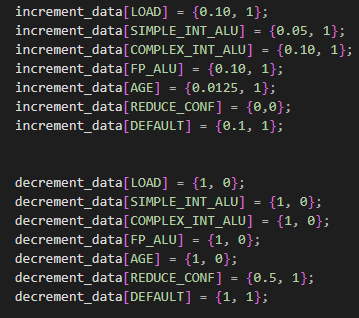 increment_data[LOAD] = {0.10, 1};
increment_data[SIMPLE_INT_ALU] = {0.05, 1};
increment_data[COMPLEX_INT_ALU] = {0.10, 1};
increment_data[FP_ALU] = {0.10, 1};
increment_data[AGE] = {0.0125, 1};
increment_data[REDUCE_CONF] = {0,0};
increment_data[DEFAULT] = {0.1, 1};
decrement_data[LOAD] = {1, 0};
decrement_data[SIMPLE_INT_ALU] = {1, 0};
decrement_data[COMPLEX_INT_ALU] = {1, 0};
decrement_data[FP_ALU] = {1, 0};
decrement_data[AGE] = {1, 0};
decrement_data[REDUCE_CONF] = {0.5, 1};
decrement_data[DEFAULT] = {1, 1};